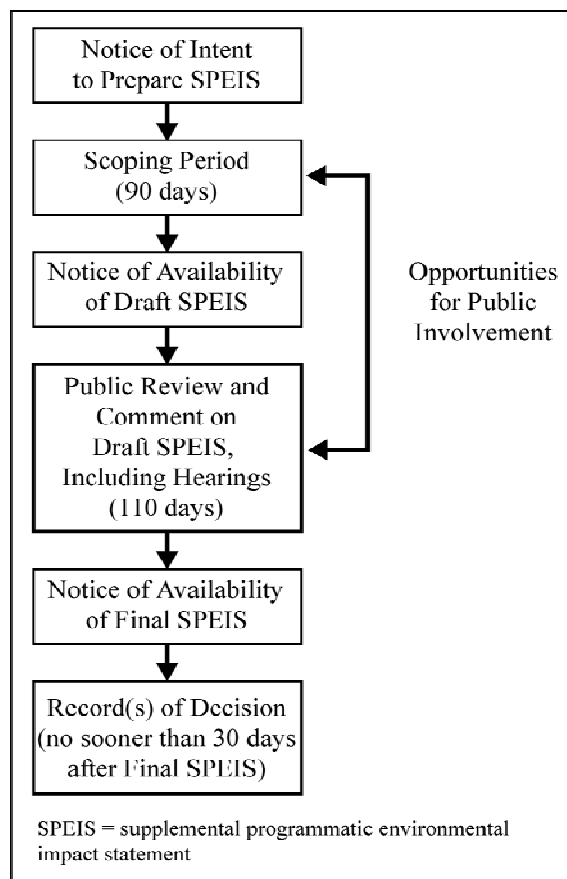 Notice of Intent
to Prepare SPEIS
Scoping Period
(90 days)
Notice of Availability
of Draft SPEIS
Opportunities
for Public
Involvement
Public Review and
Comment on
Draft SPEIS,
Including Hearings
(110 days)
Notice of Availability
of Final SPEIS
Record(s) of Decision
(no sooner than 30 days
after Final SPEIS)
SPEIS = supplemental programmatic environmental
impact statement